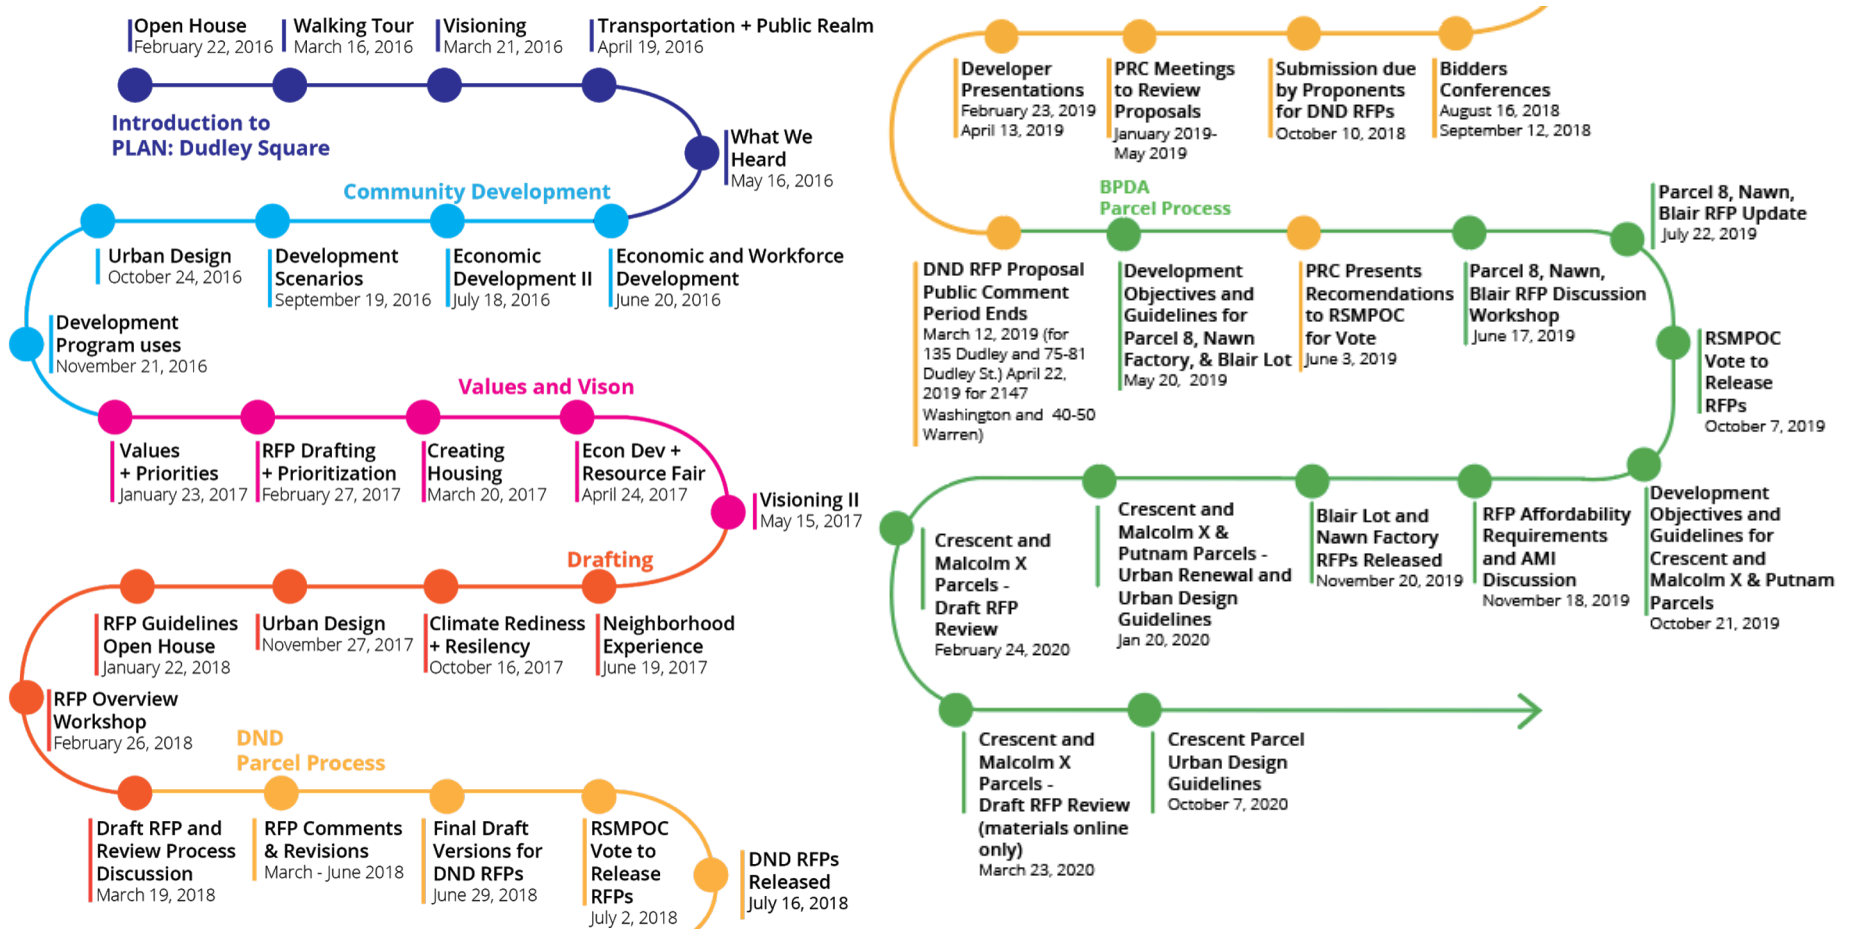 Open House
February 22, 2016
Walking Tour
March 16, 2016
Visioning
March 21, 2016
Transportation + Public Realm
April 19, 2016
Introduction to
PLAN: Dudley Square
What We
Heard
May 16, 2016
Community Development
Economic and Workforce
Development
June 20, 2016
Economic
Development II
July 18, 2016
Development
Scenarios
September 19, 2016
Urban Design
October 24, 2016
Development
Program uses
November 21, 2016
Values and Vison
Values
+ Priorities
January 23, 2017
RFP Drafting
+ Prioritization
February 27, 2017
Creating
Housing
March 20, 2017
Econ Dev +
Resource Fair
April 24, 2017
Visioning II
May 15, 2017
Drafting
Neighborhood
Experience
June 19, 2017
Climate Rediness
+ Resilency
October 16, 2017
Urban Design
November 27, 2017
RFP Guidelines
Open House
January 22, 2018
RFP Overview
Workshop
February 26, 2018
DND
Parcel Process
Draft RFP and
Review Process
Discussion
March 19, 2018
RFP Comments
& Revisions
March - June 2018
Final Draft
Versions for
DND RFPs
June 29, 2018
RSMPOC
Vote to
Release
RFPs
July 2, 2018
DND RFPs
Released
July 16, 2018
Bidders
Conferences
August 16, 2018
September 12, 2018
Submission due
by Proponents
for DND RFPs
October 10, 2018
PRC Meetings
to Review
Proposals
January 2019-
May 2019
Developer
Presentations
February 23, 2019
April 13, 2019
BPDA
Parcel Process
DND RFP Proposal
Public Comment
Period Ends
March 12, 2019 (for
135 Dudley and 75-81
Dudley St.) April 22,
2019 for 2147
Washington and 40-50
Warren)
Development
Objectives and
Guidelines for
Parcel 8, Nawn
Factory, & Blair Lot
May 20, 2019
PRC Presents
Recomendations
to RSMPOC
for Vote
June 3, 2019
Parcel 8, Nawn,
Blair RFP Discussion
Workshop
June 17, 2019
Parcel 8, Nawn,
Blair RFP Update
July 22, 2019
RSMPOC
Vote to
Release
RFPs
October 7, 2019
Development
Objectives and
Guidelines for
Crescent and
Malcolm X & Putnam
Parcels
October 21, 2019
RFP Affordability
Requirements
and AMI
Discussion
November 18, 2019
Blair Lot and
Nawn Factory
RFPs Released
November 20, 2019
Crescent and
Malcolm X &
Putnam Parcels -
Urban Renewal and
Urban Design
Guidelines
Jan 20, 2020
Crescent and
Malcolm X
Parcels -
Draft RFP
Review
February 24, 2020
Crescent and
Malcolm X
Parcels -
Draft RFP Review
(materials online
only)
March 23, 2020
Crescent Parcel
Urban Design
Guidelines
October 7, 2020